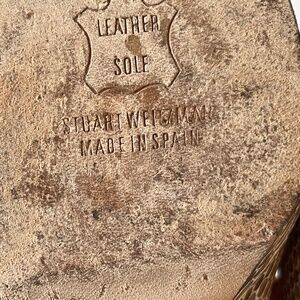 LEATHER
SOLE
STUART WEITZMAN
MADE IN SPAIN